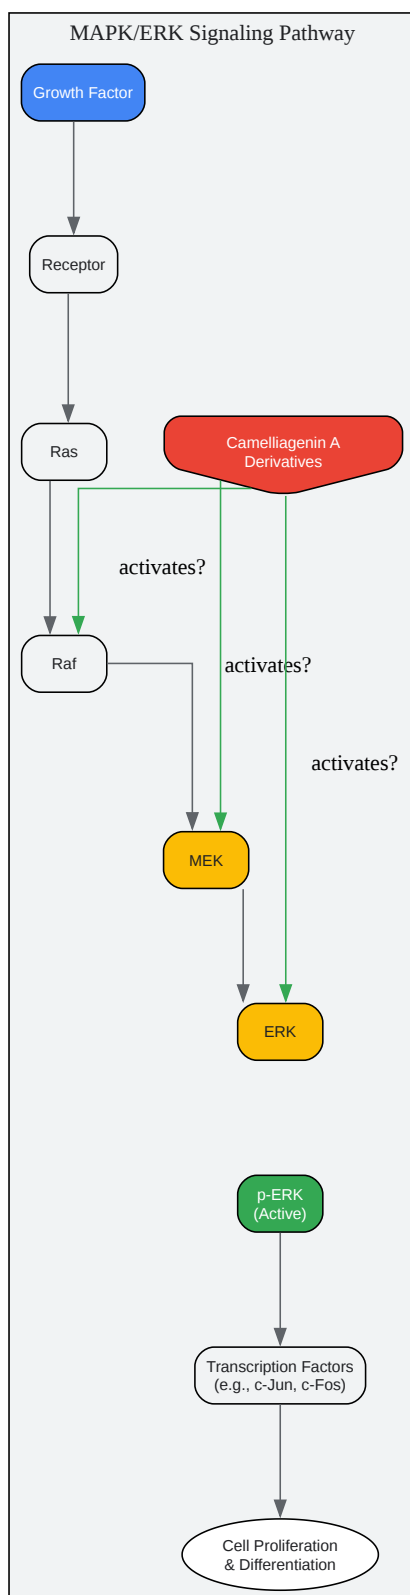 MAPK/ERK Signaling Pathway
Growth Factor
Receptor
Ras
Camelliagenin A
Derivatives
activates?
Raf
activates?
activates?
MEK
ERK
p-ERK
(Active)
Transcription Factors
(e.g., c-Jun, c-Fos)
Cell Proliferation
& Differentiation